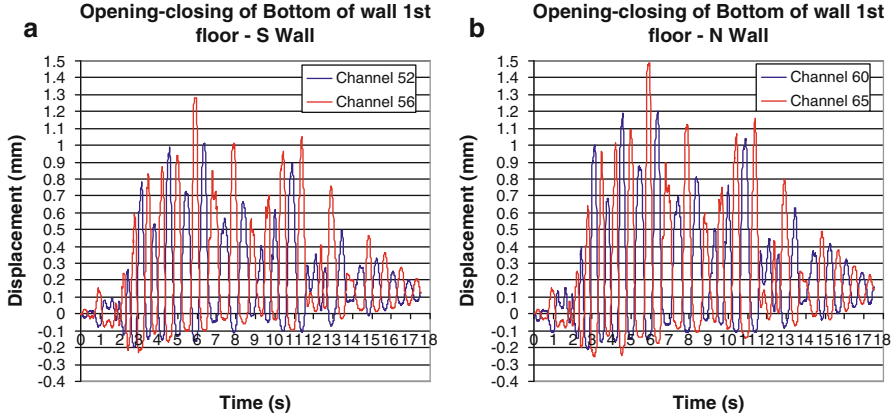 a
Opening-closing of Bottom of wall 1st
floor - S Wall
Channel 52
Channel 56
1.5
1.4
1.3
1.2
1.1
1
0.9
0.8
0.7
0.6
0.5
0.4
0.3
0.2
0.1
0
-0.1
-0.2
-0.3
-0.4
Displacement (mm)
0 1 2 3 4 5 6 7 8 9 10 11 12 13 14 15 16 17 18
Time (s)
b
Opening-closing of Bottom of wall 1st
floor - N Wall
Channel 60
Channel 65
1.5
1.4
1.3
1.2
1.1
1
0.9
0.8
0.7
0.6
0.5
0.4
0.3
0.2
0.1
0
-0.1
-0.2
-0.3
-0.4
Displacement (mm)
0 1 2 3 4 5 6 7 8 9 10 11 12 13 14 15 16 17 18
Time (s)